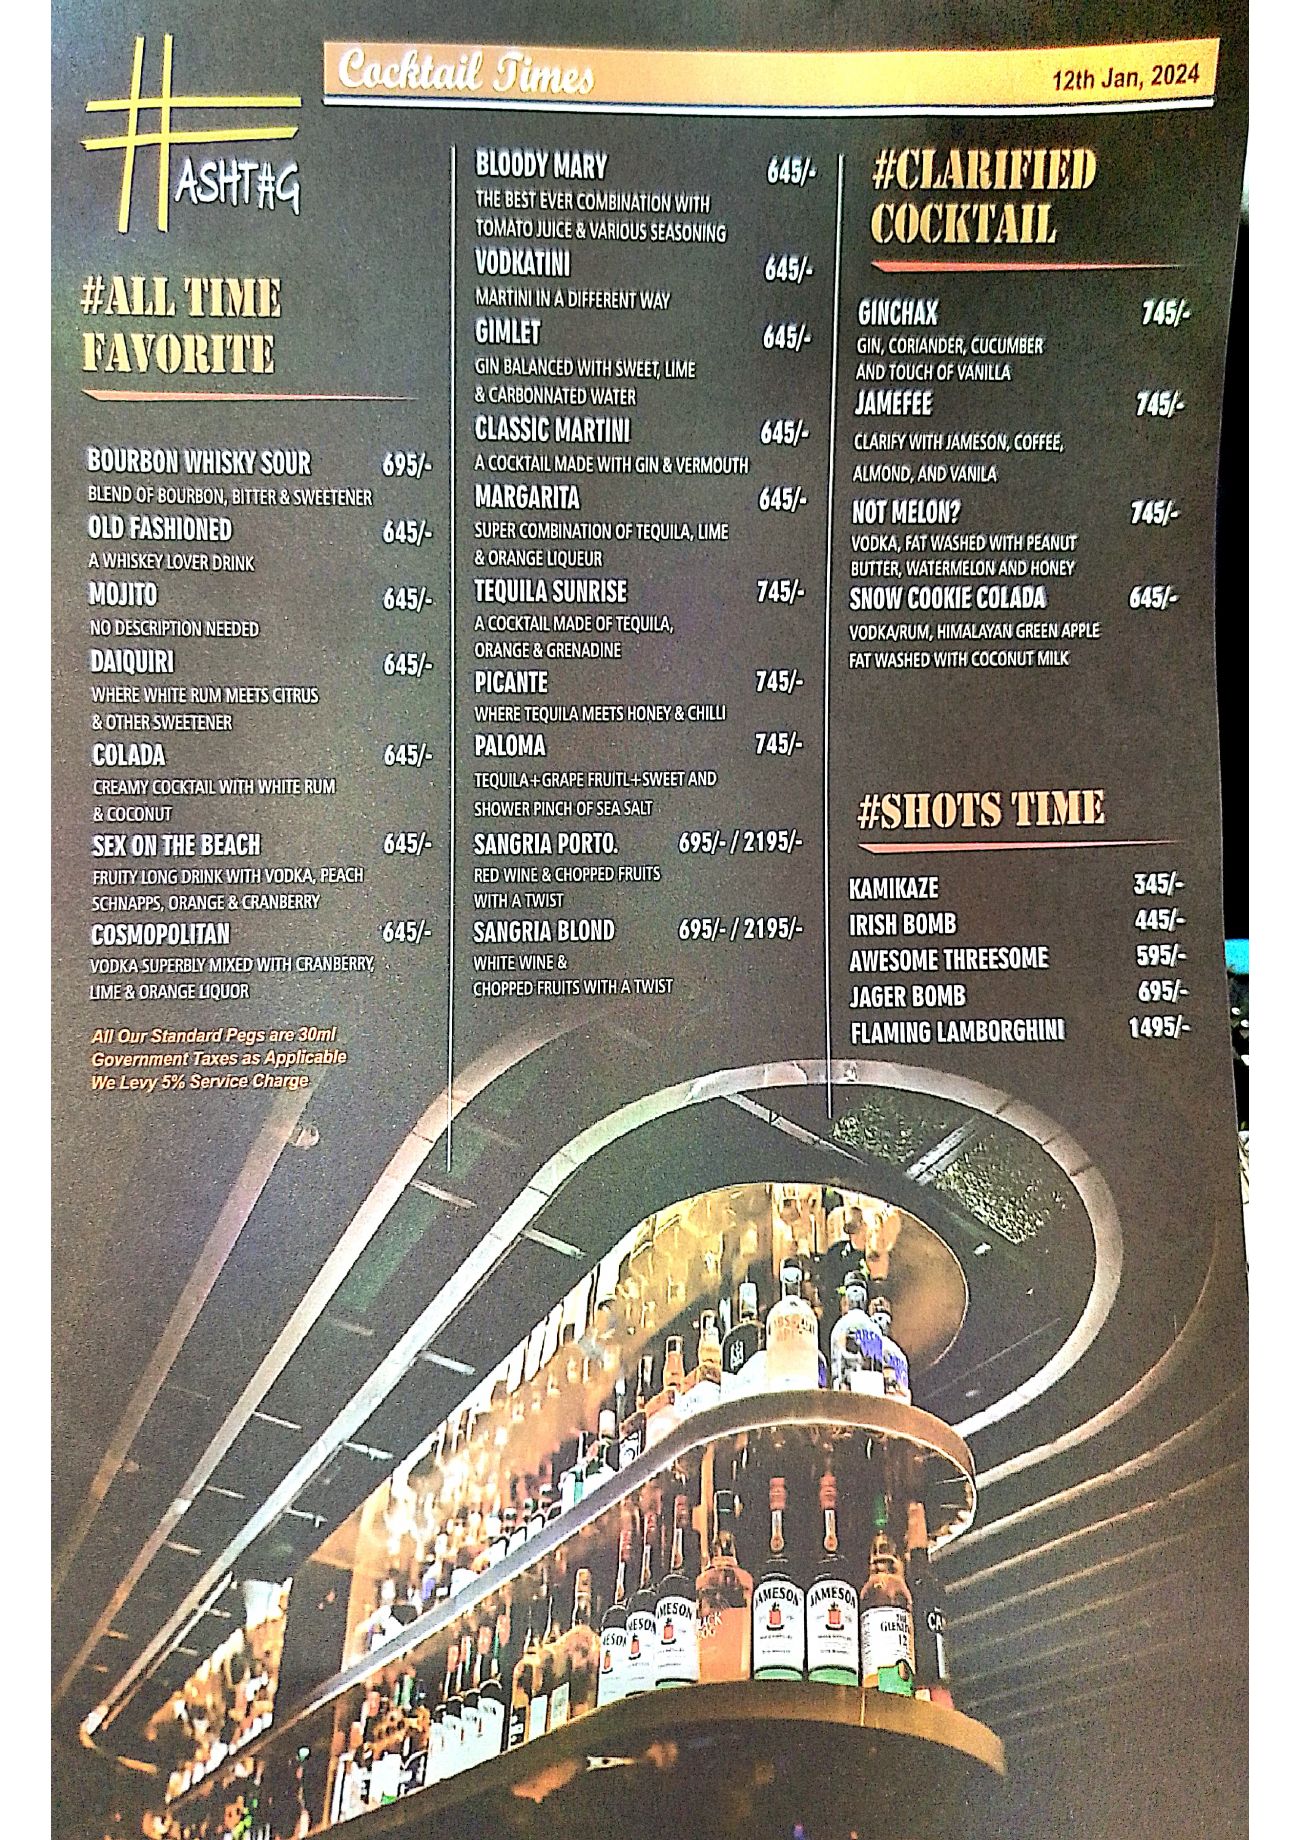 #ASHT#G
Cocktail Times
12th Jan, 2024
#ALL TIME
FAVORITE
BOURBON WHISKY SOUR 695/-
BLEND OF BOURBON, BITTER & SWEETENER
OLD FASHIONED 645/-
A WHISKEY LOVER DRINK
MOJITO 645/-
NO DESCRIPTION NEEDED
DAIQUIRI 645/-
WHERE WHITE RUM MEETS CITRUS
& OTHER SWEETENER
COLADA 645/-
CREAMY COCKTAIL WITH WHITE RUM
& COCONUT
SEX ON THE BEACH 645/-
FRUITY LONG DRINK WITH VODKA, PEACH
SCHNAPPS, ORANGE & CRANBERRY
COSMOPOLITAN 645/-
VODKA SUPERBLY MIXED WITH CRANBERRY,
LIME & ORANGE LIQUOR
All Our Standard Pegs are 30ml
Government Taxes as Applicable
We Levy 5% Service Charge
BLOODY MARY 645/-
THE BEST EVER COMBINATION WITH
TOMATO JUICE & VARIOUS SEASONING
VODKATINI 645/-
MARTINI IN A DIFFERENT WAY
GIMLET 645/-
GIN BALANCED WITH SWEET, LIME
& CARBONNATED WATER
CLASSIC MARTINI 645/-
A COCKTAIL MADE WITH GIN & VERMOUTH
MARGARITA 645/-
SUPER COMBINATION OF TEQUILA, LIME
& ORANGE LIQUEUR
TEQUILA SUNRISE 745/-
A COCKTAIL MADE OF TEQUILA,
ORANGE & GRENADINE
PICANTE 745/-
WHERE TEQUILA MEETS HONEY & CHILLI
PALOMA 745/-
TEQUILA+GRAPE FRUITL+SWEET AND
SHOWER PINCH OF SEA SALT
SANGRIA PORTO. 695/- / 2195/-
RED WINE & CHOPPED FRUITS
WITH A TWIST
SANGRIA BLOND 695/- / 2195/-
WHITE WINE &
CHOPPED FRUITS WITH A TWIST
#CLARIFIED
COCKTAIL
GINCHAX 745/-
GIN, CORIANDER, CUCUMBER
AND TOUCH OF VANILLA
JAMEFEE 745/-
CLARIFY WITH JAMESON, COFFEE,
ALMOND, AND VANILA
NOT MELON? 745/-
VODKA, FAT WASHED WITH PEANUT
BUTTER, WATERMELON AND HONEY
SNOW COOKIE COLADA 645/-
VODKA/RUM, HIMALAYAN GREEN APPLE
FAT WASHED WITH COCONUT MILK
#SHOTS TIME
KAMIKAZE 345/-
IRISH BOMB 445/-
AWESOME THREESOME 595/-
JAGER BOMB 695/-
FLAMING LAMBORGHINI 1495/-
JAMESON
JAMESON
12